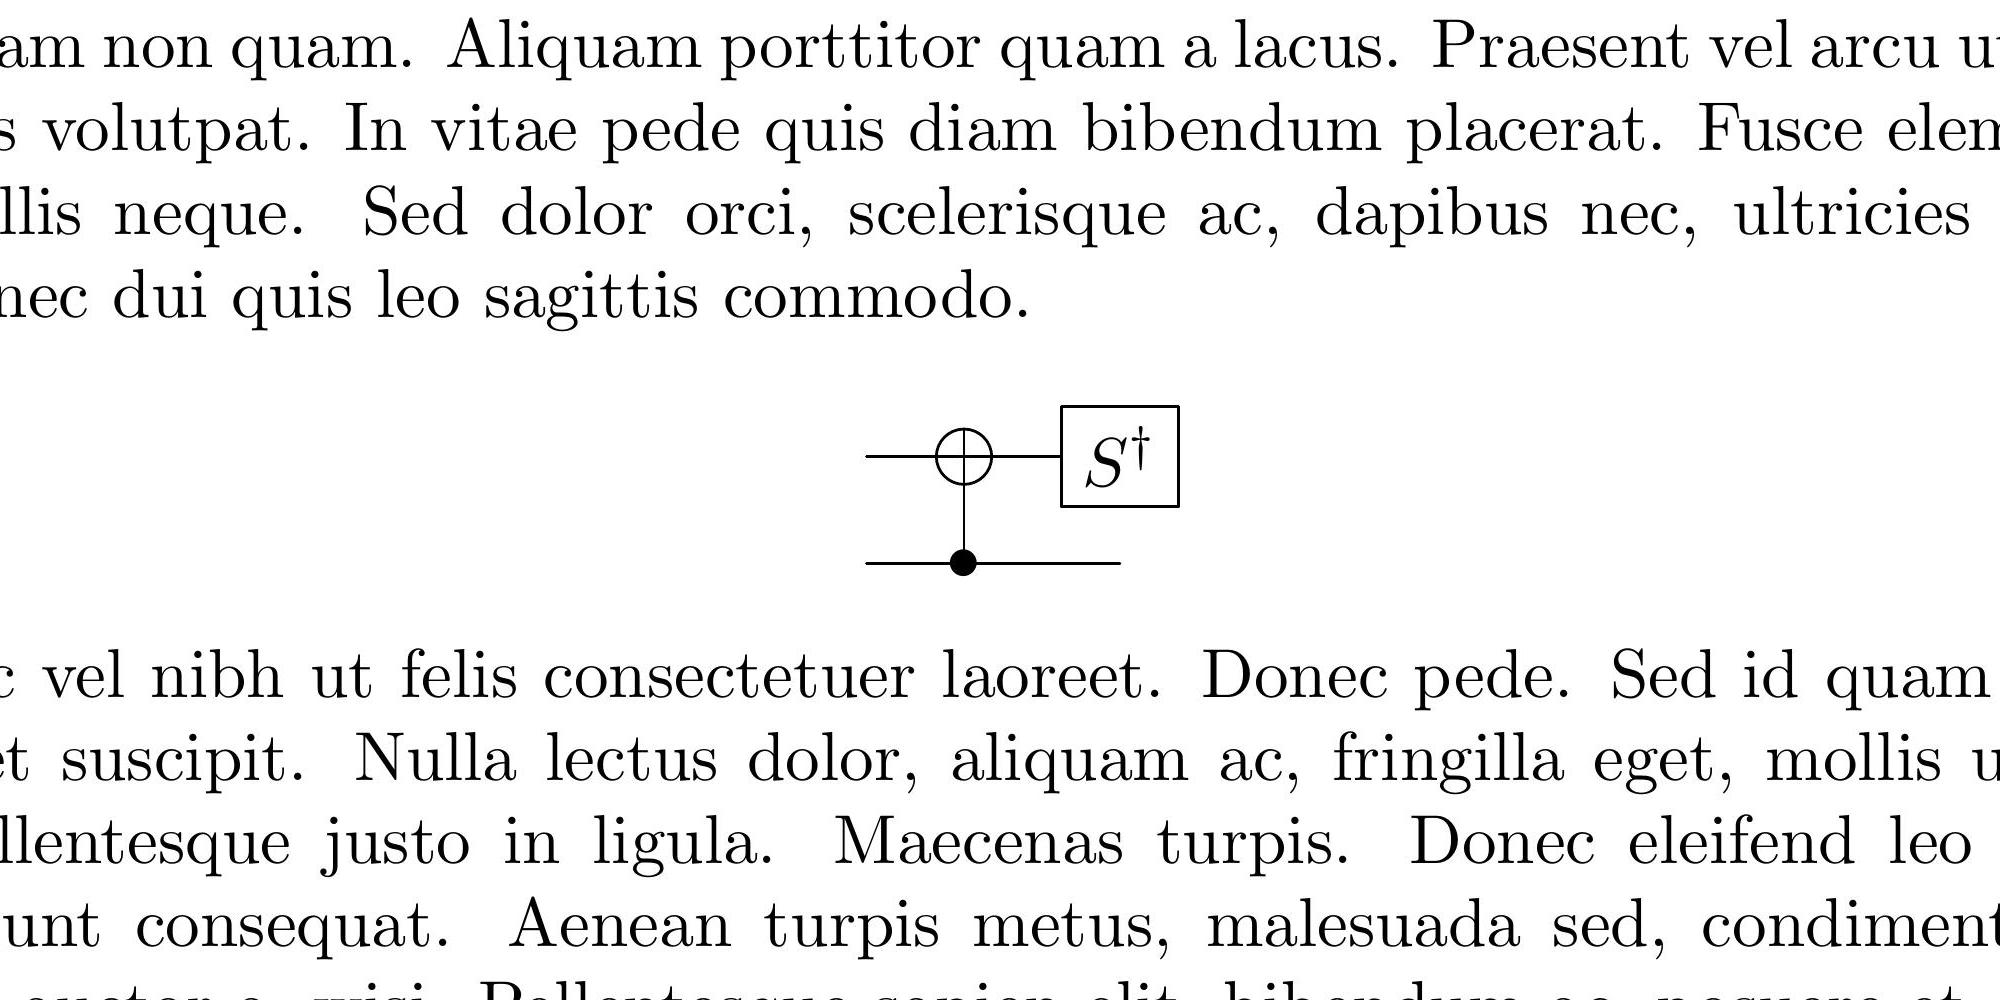 am non quam. Aliquam porttitor quam a lacus. Praesent vel arcu
s volutpat. In vitae pede quis diam bibendum placerat. Fusce elem
llis neque. Sed dolor orci, scelerisque ac, dapibus nec, ultricies
nec dui quis leo sagittis commodo.
S†
vel nibh ut felis consectetuer laoreet. Donec pede. Sed id quam
et suscipit. Nulla lectus dolor, aliquam ac, fringilla eget, mollis
llentesque justo in ligula. Maecenas turpis. Donec eleifend leo
unt consequat. Aenean turpis metus, malesuada sed, condiment